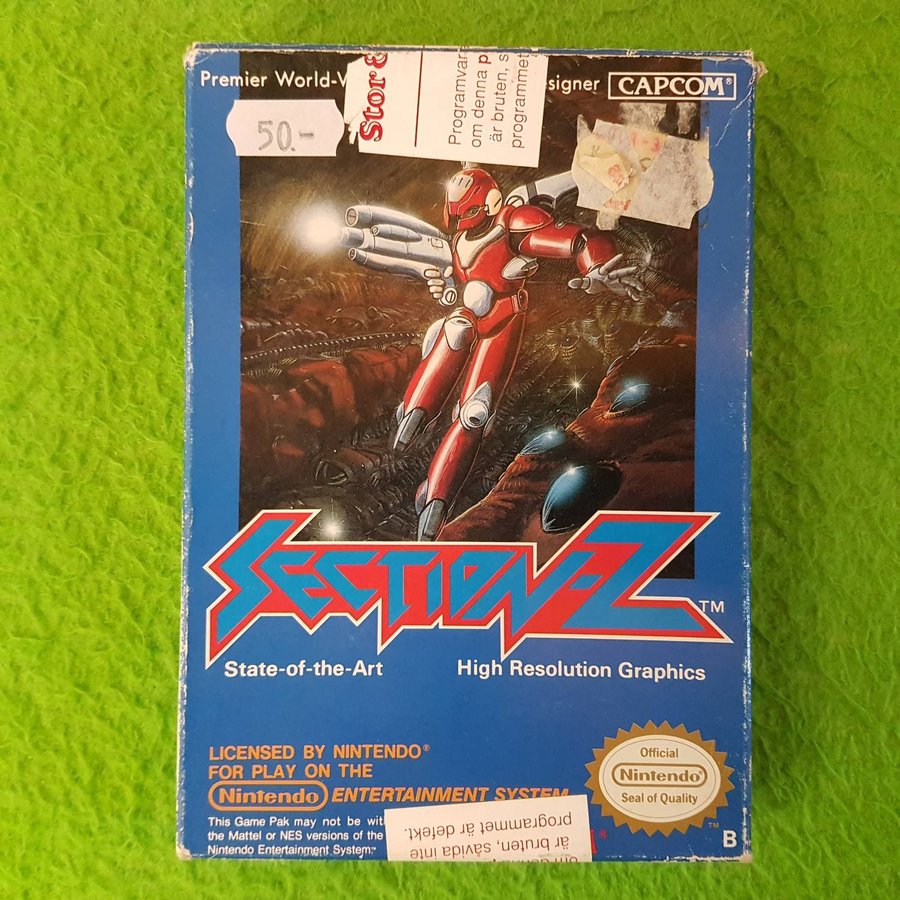 Premier World-W
signer CAPCOM®
50.-
Stor &
Programvar
om denna p
är bruten, s
programmet
SECTION-Z™
State-of-the-Art High Resolution Graphics
LICENSED BY NINTENDO®
FOR PLAY ON THE
Nintendo ENTERTAINMENT SYSTEM
This Game Pak may not be wit
the Mattel or NES versions of the
Nintendo Entertainment System.
är bruten, såvida inte
programmet är defekt.
Official
Nintendo®
Seal of Quality
™
B